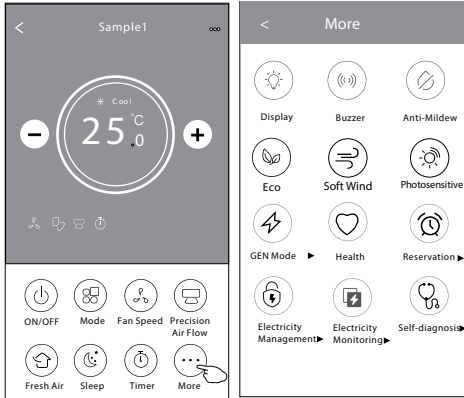 < Sample1 ooo
Cool
25.0 °C
ON/OFF Mode Fan Speed Precision
Air Flow
Fresh Air Sleep Timer More
< More
Display Buzzer Anti-Mildew
Eco Soft Wind Photosensitive
GEN Mode ▶ Health Reservation ▶
Electricity Electricity Self-diagnosis▶
Management▶ Monitoring▶